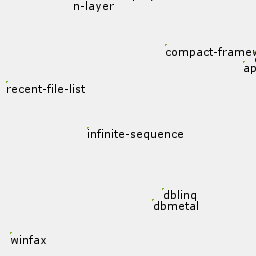 n-layer
compact-framew
ap
recent-file-list
infinite-sequence
dblinq
dbmetal
winfax